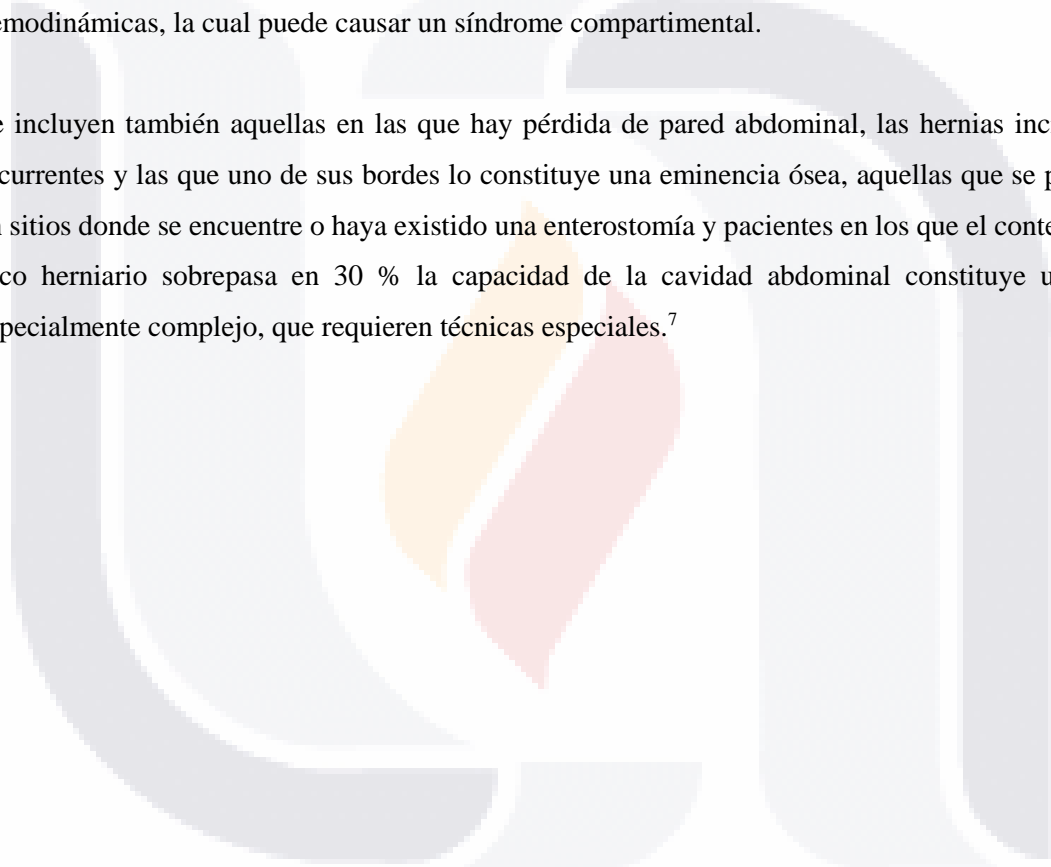 emodinámicas, la cual puede causar un síndrome compartimental.
e incluyen también aquellas en las que hay pérdida de pared abdominal, las hernias inc
currentes y las que uno de sus bordes lo constituye una eminencia ósea, aquellas que se p
n sitios donde se encuentre o haya existido una enterostomía y pacientes en los que el conte
co herniario sobrepasa en 30 % la capacidad de la cavidad abdominal constituye u
pecialmente complejo, que requieren técnicas especiales.⁷